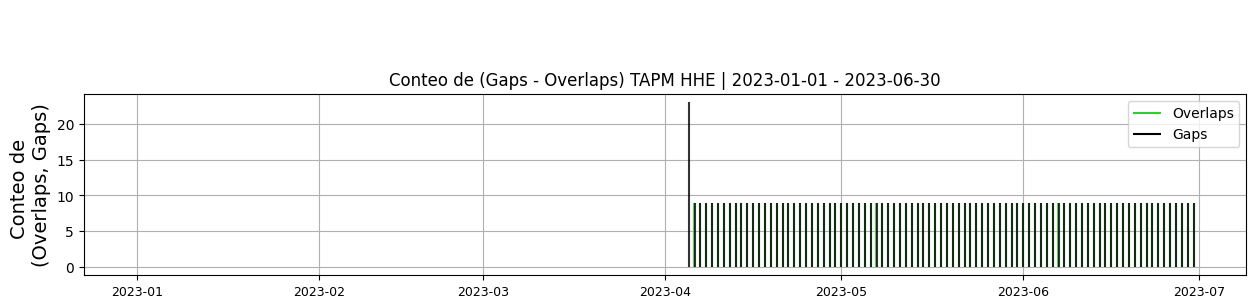 Conteo de (Gaps - Overlaps) TAPM HHE | 2023-01-01 - 2023-06-30
Conteo de
(Overlaps, Gaps)
20
15
10
5
0
Overlaps
Gaps
2023-01
2023-02
2023-03
2023-04
2023-05
2023-06
2023-07